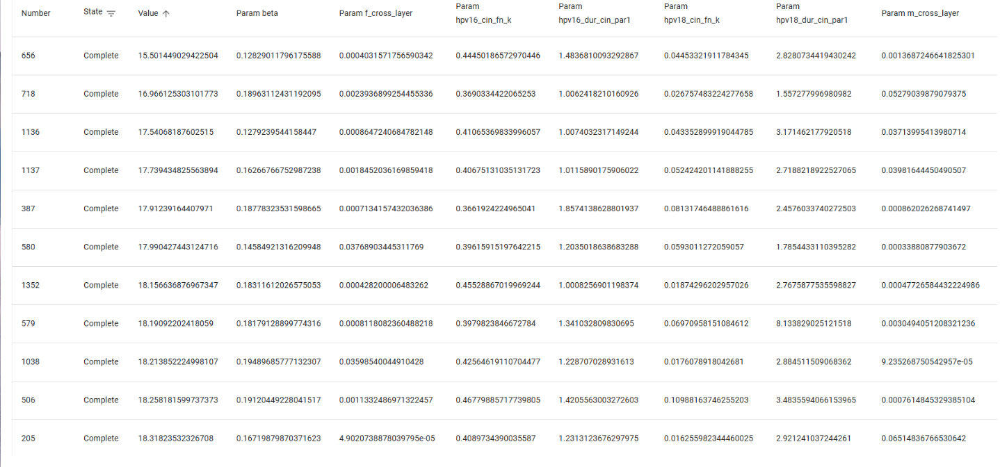 Number State Value Param beta Param f_cross_layer Param hpv16_cin_fn_k Param hpv16_dur_cin_par1 Param hpv18_cin_fn_k Param hpv18_dur_cin_par1 Param m_cross_layer
656 Complete 15.501449029422504 0.12829011796175588 0.0004031571756590342 0.44450186572970446 1.4836810093292867 0.04453321911784345 2.8280734419430242 0.0013687246641825301
718 Complete 16.966125303101773 0.18963112431192095 0.0023936899254455336 0.3690334422065253 1.0062418210160926 0.026757483224277658 1.557277996980982 0.05279039879079375
1136 Complete 17.54068187602515 0.1279239544158447 0.0008647240684782148 0.41065369833996057 1.0074032317149244 0.043352899919044785 3.171462177920518 0.03713995413980714
1137 Complete 17.739434825563894 0.16266766752987238 0.0018452036169859418 0.40675131035131723 1.0115890175906022 0.052424201141888255 2.7188218922527065 0.03981644450490507
387 Complete 17.91239164407971 0.18778323531598665 0.0007134157432036386 0.3661924224965041 1.8574138628801937 0.08131746488861616 2.4576033740272503 0.000862026268741497
580 Complete 17.990427443124716 0.14584921316209948 0.03768903445311769 0.39615915197642215 1.2035018638683288 0.0593011272059057 1.7854433110395282 0.00033880877903672
1352 Complete 18.156636876967347 0.18311612026575053 0.000428200006483262 0.45528867019969244 1.0008256901198374 0.01874296202957026 2.7675877535598827 0.00047726584432224986
579 Complete 18.19092202418059 0.18179128899774316 0.0008118082360488218 0.3979823846672784 1.341032809830695 0.06970958151084612 8.133829025121518 0.0030494051208321236
1038 Complete 18.213852224998107 0.19489685777132307 0.03598540044910428 0.42564619110704477 1.228707028931613 0.0176078918042681 2.884511509068362 9.235268750542957e-05
506 Complete 18.258181599737373 0.19120449228041517 0.0011332486971322457 0.46779885717739805 1.4205563003272603 0.10988163746255203 3.4835594066153965 0.0007614845329385104
205 Complete 18.31823532326708 0.16719879870371623 4.9020738878039795e-05 0.4089734390035587 1.2313123676297975 0.016255982344460025 2.921241037244261 0.06514836766530642